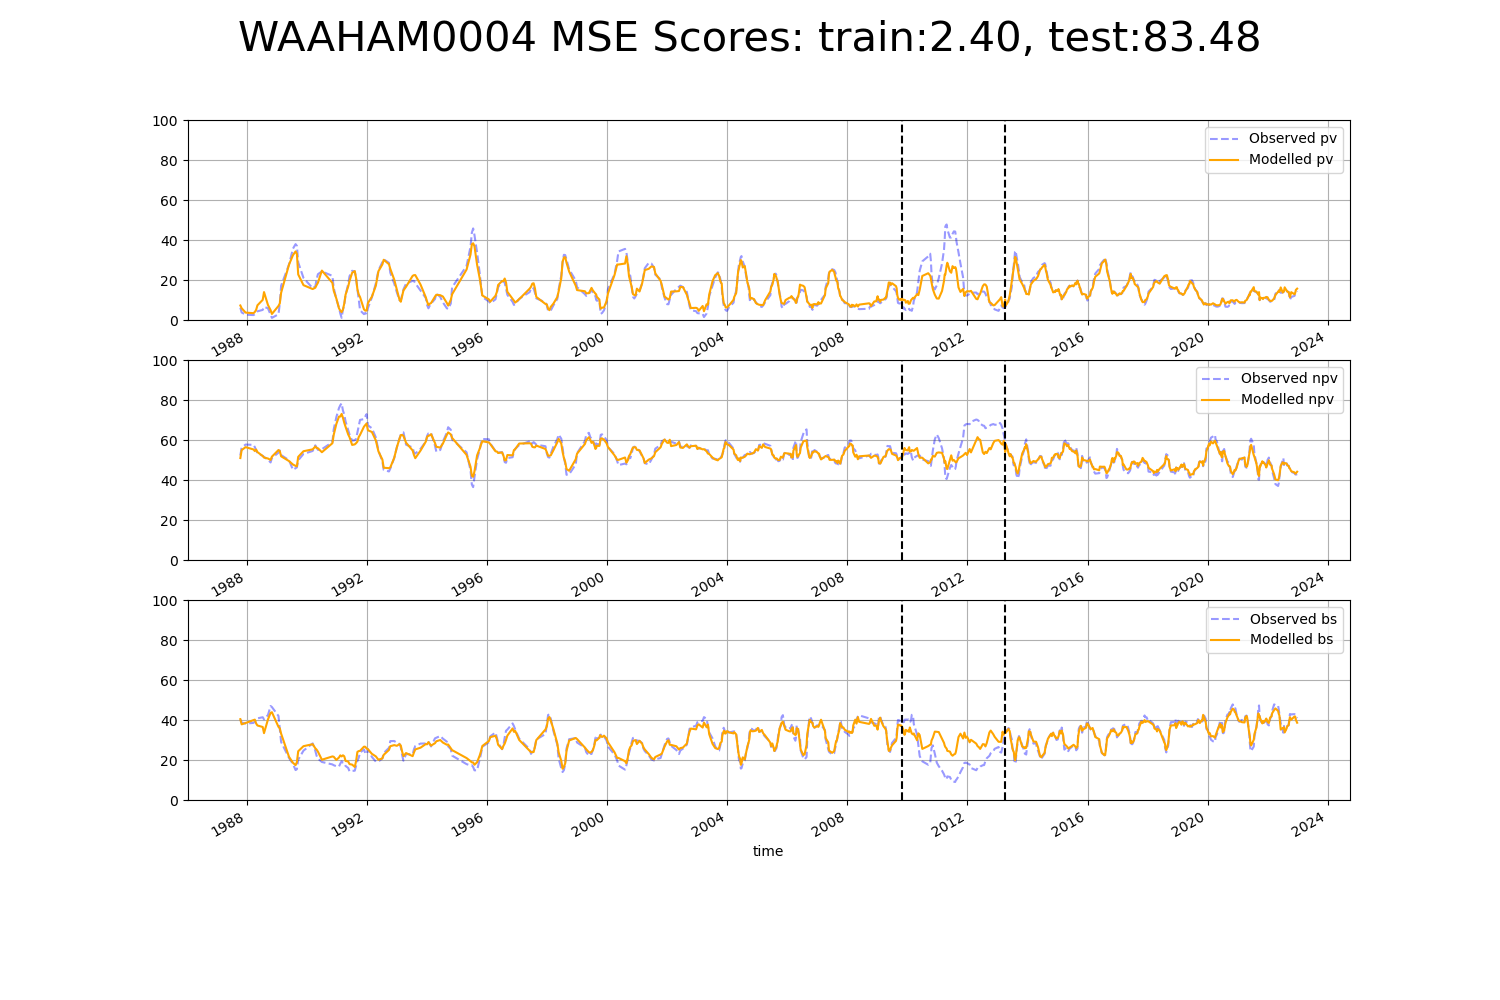 WAAHAM0004 MSE Scores: train:2.40, test:83.48
100
80
60
40
20
0
Observed pv
Modelled pv
1988 1992 1996 2000 2004 2008 2012 2016 2020 2024
100
80
60
40
20
0
Observed npv
Modelled npv
1988 1992 1996 2000 2004 2008 2012 2016 2020 2024
100
80
60
40
20
0
Observed bs
Modelled bs
1988 1992 1996 2000 2004 2008 2012 2016 2020 2024
time